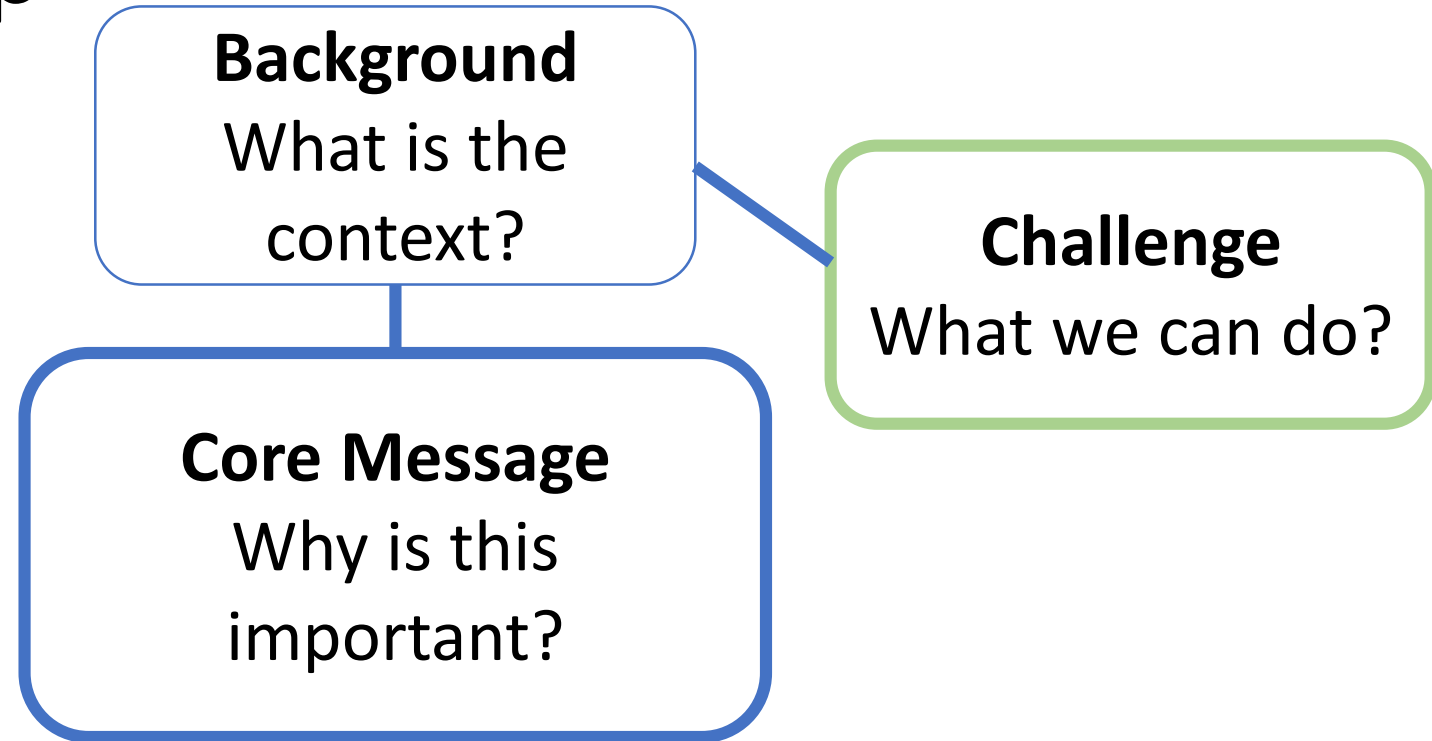 Background
What is the
context?
Challenge
What we can do?
Core Message
Why is this
important?